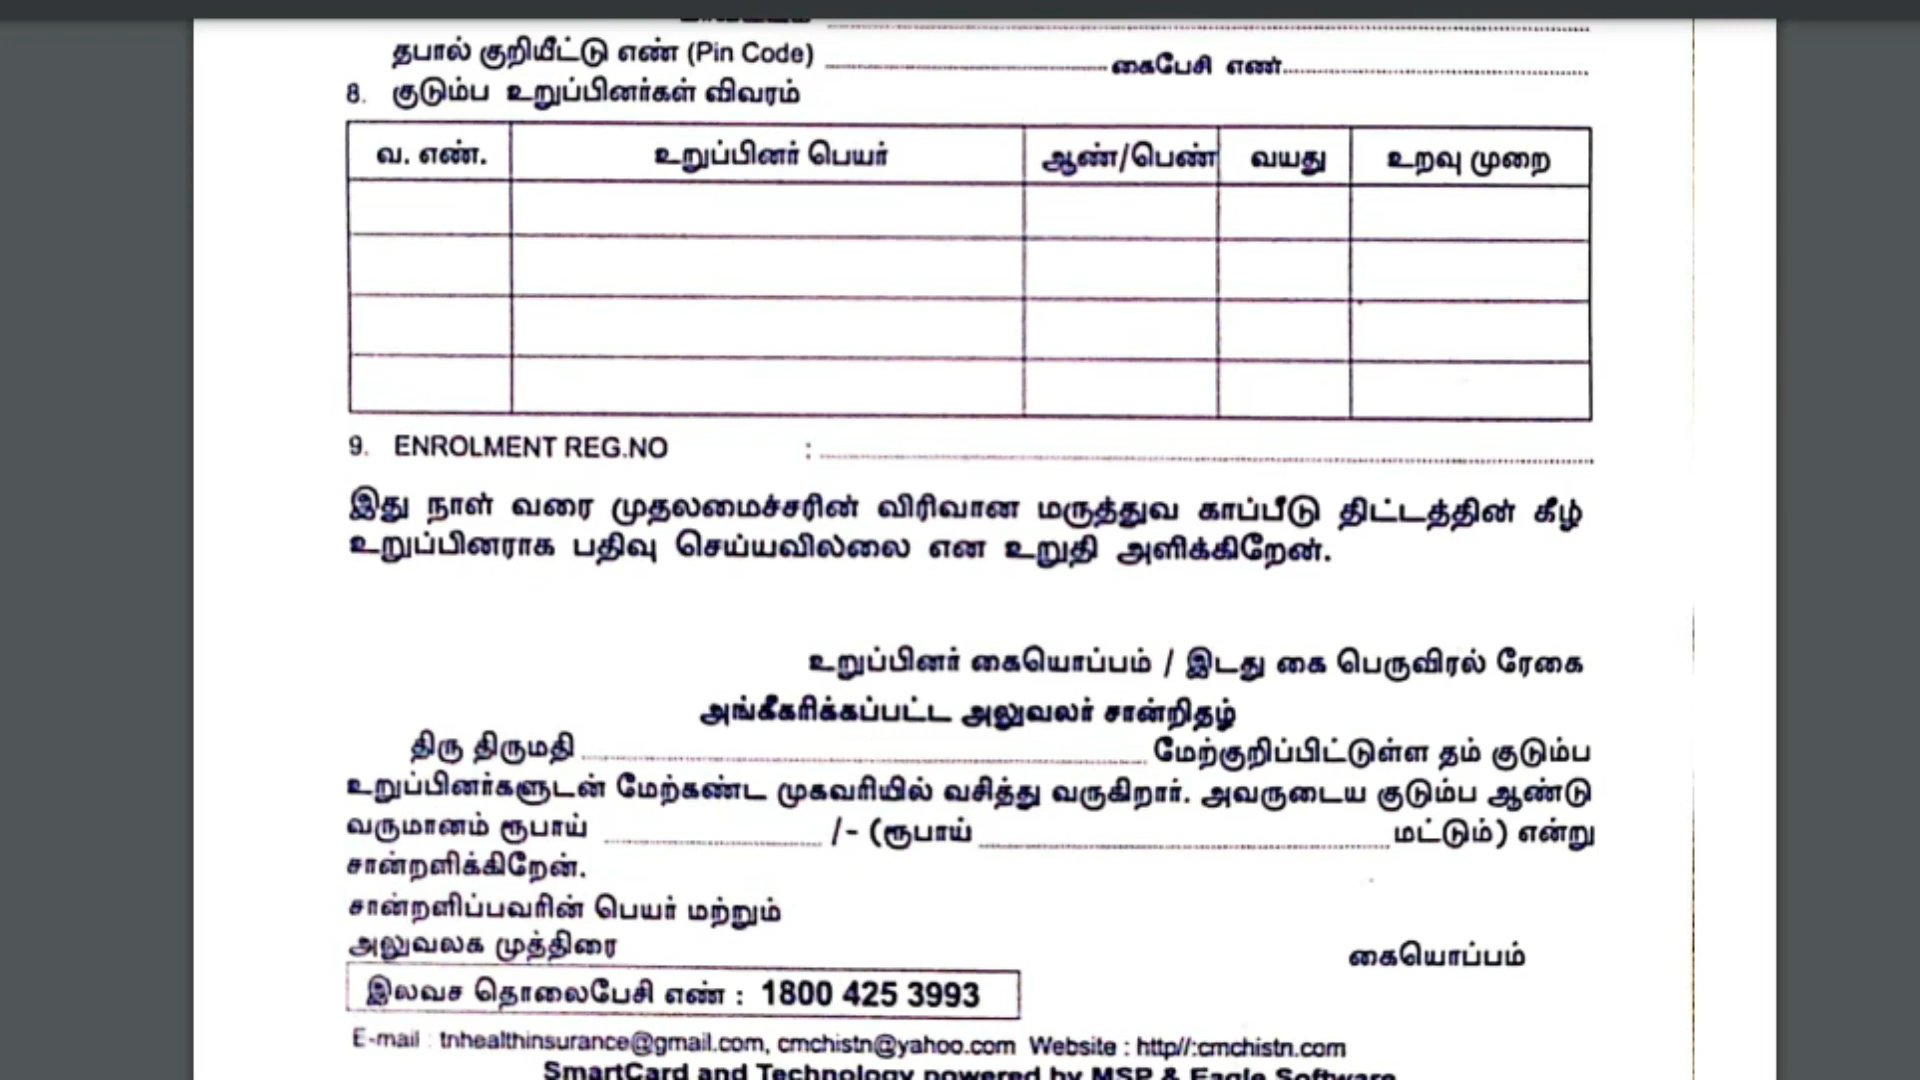 தபால் குறியீட்டு எண் (Pin Code) கைபேசி எண்
8. குடும்ப உறுப்பினர்கள் விவரம்
வ. எண். உறுப்பினர் பெயர் ஆண்/பெண் வயது உறவு முறை
9. ENROLMENT REG.NO :
இது நாள் வரை முதலமைச்சரின் விரிவான மருத்துவ காப்பீடு திட்டத்தின் கீழ்
உறுப்பினராக பதிவு செய்யவில்லை என உறுதி அளிக்கிறேன்.
உறுப்பினர் கையொப்பம் / இடது கை பெருவிரல் ரேகை
அங்கீகரிக்கப்பட்ட அலுவலர் சான்றிதழ்
திரு திருமதி மேற்குறிப்பிட்டுள்ள தம் குடும்ப
உறுப்பினர்களுடன் மேற்கண்ட முகவரியில் வசித்து வருகிறார். அவருடைய குடும்ப ஆண்டு
வருமானம் ரூபாய் /- (ரூபாய் மட்டும்) என்று
சான்றளிக்கிறேன்.
சான்றளிப்பவரின் பெயர் மற்றும்
அலுவலக முத்திரை கையொப்பம்
இலவச தொலைபேசி எண் : 1800 425 3993
E-mail : tnhealthinsurance@gmail.com, cmchistn@yahoo.com Website : http//:cmchistn.com
SmartCard and Technology powered by MSP & Eagle Software